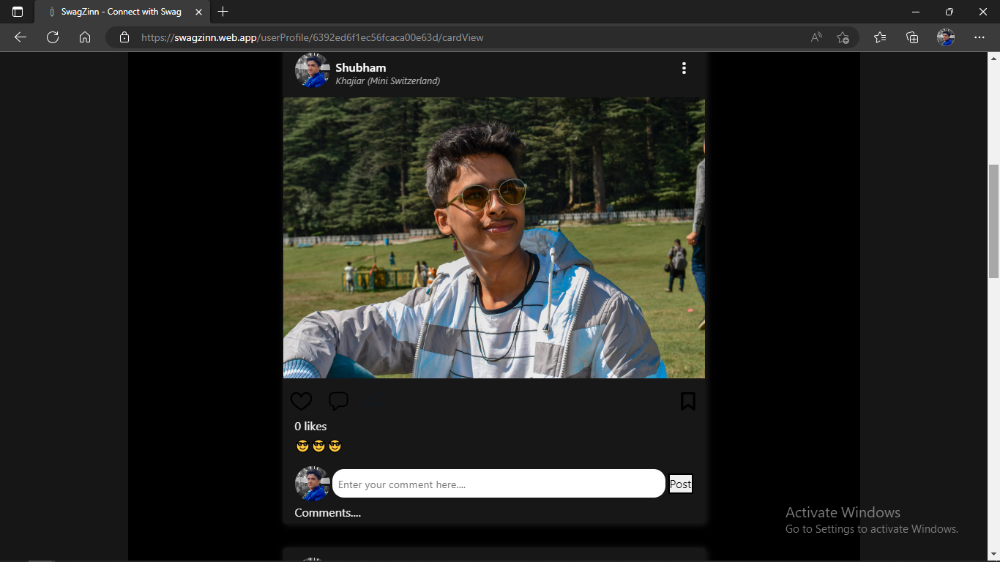 SwagZinn - Connect with Swag
https://swagzinn.web.app/userProfile/6392ed6f1ec56fcaca00e63d/cardView
Shubham
Khajiar (Mini Switzerland)
0 likes
😎😎😎
Enter your comment here....
Post
Comments....
Activate Windows
Go to Settings to activate Windows.